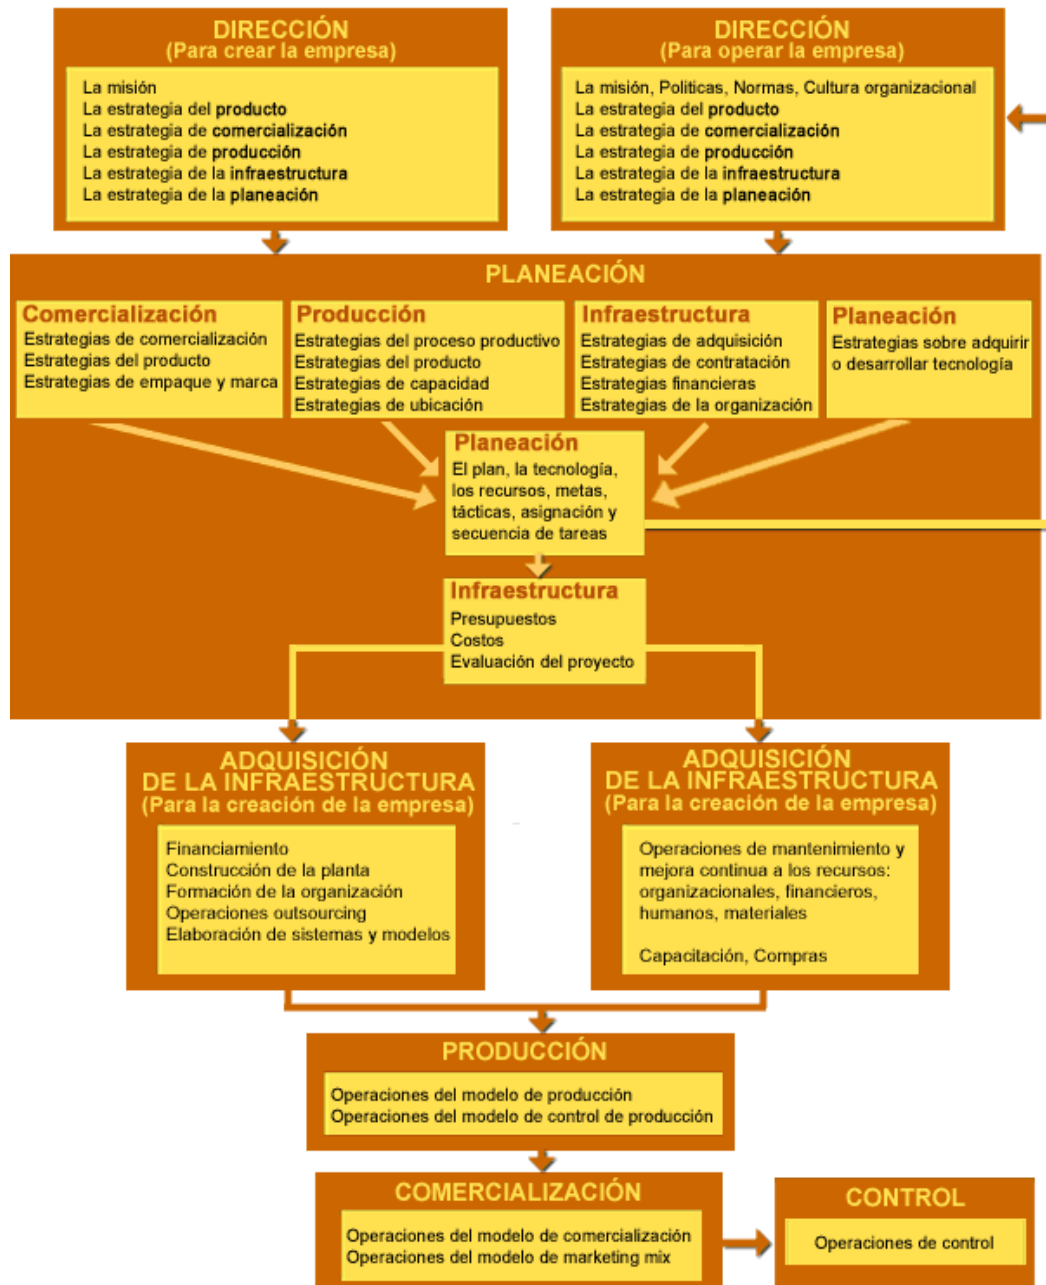 DIRECCIÓN
(Para crear la empresa)
La misión
La estrategia del producto
La estrategia de comercialización
La estrategia de producción
La estrategia de la infraestructura
La estrategia de la planeación
DIRECCIÓN
(Para operar la empresa)
La misión, Politicas, Normas, Cultura organizacional
La estrategia del producto
La estrategia de comercialización
La estrategia de producción
La estrategia de la infraestructura
La estrategia de la planeación
PLANEACIÓN
Comercialización
Estrategias de comercialización
Estrategias del producto
Estrategias de empaque y marca
Producción
Estrategias del proceso productivo
Estrategias del producto
Estrategias de capacidad
Estrategias de ubicación
Infraestructura
Estrategias de adquisición
Estrategias de contratación
Estrategias financieras
Estrategias de la organización
Planeación
Estrategias sobre adquirir
o desarrollar tecnología
Planeación
El plan, la tecnología,
los recursos, metas,
tácticas, asignación y
secuencia de tareas
Infraestructura
Presupuestos
Costos
Evaluación del proyecto
ADQUISICIÓN
DE LA INFRAESTRUCTURA
(Para la creación de la empresa)
Financiamiento
Construcción de la planta
Formación de la organización
Operaciones outsourcing
Elaboración de sistemas y modelos
ADQUISICIÓN
DE LA INFRAESTRUCTURA
(Para la creación de la empresa)
Operaciones de mantenimiento y
mejora continua a los recursos:
organizacionales, financieros,
humanos, materiales
Capacitación, Compras
PRODUCCIÓN
Operaciones del modelo de producción
Operaciones del modelo de control de producción
COMERCIALIZACIÓN
Operaciones del modelo de comercialización
Operaciones del modelo de marketing mix
CONTROL
Operaciones de control